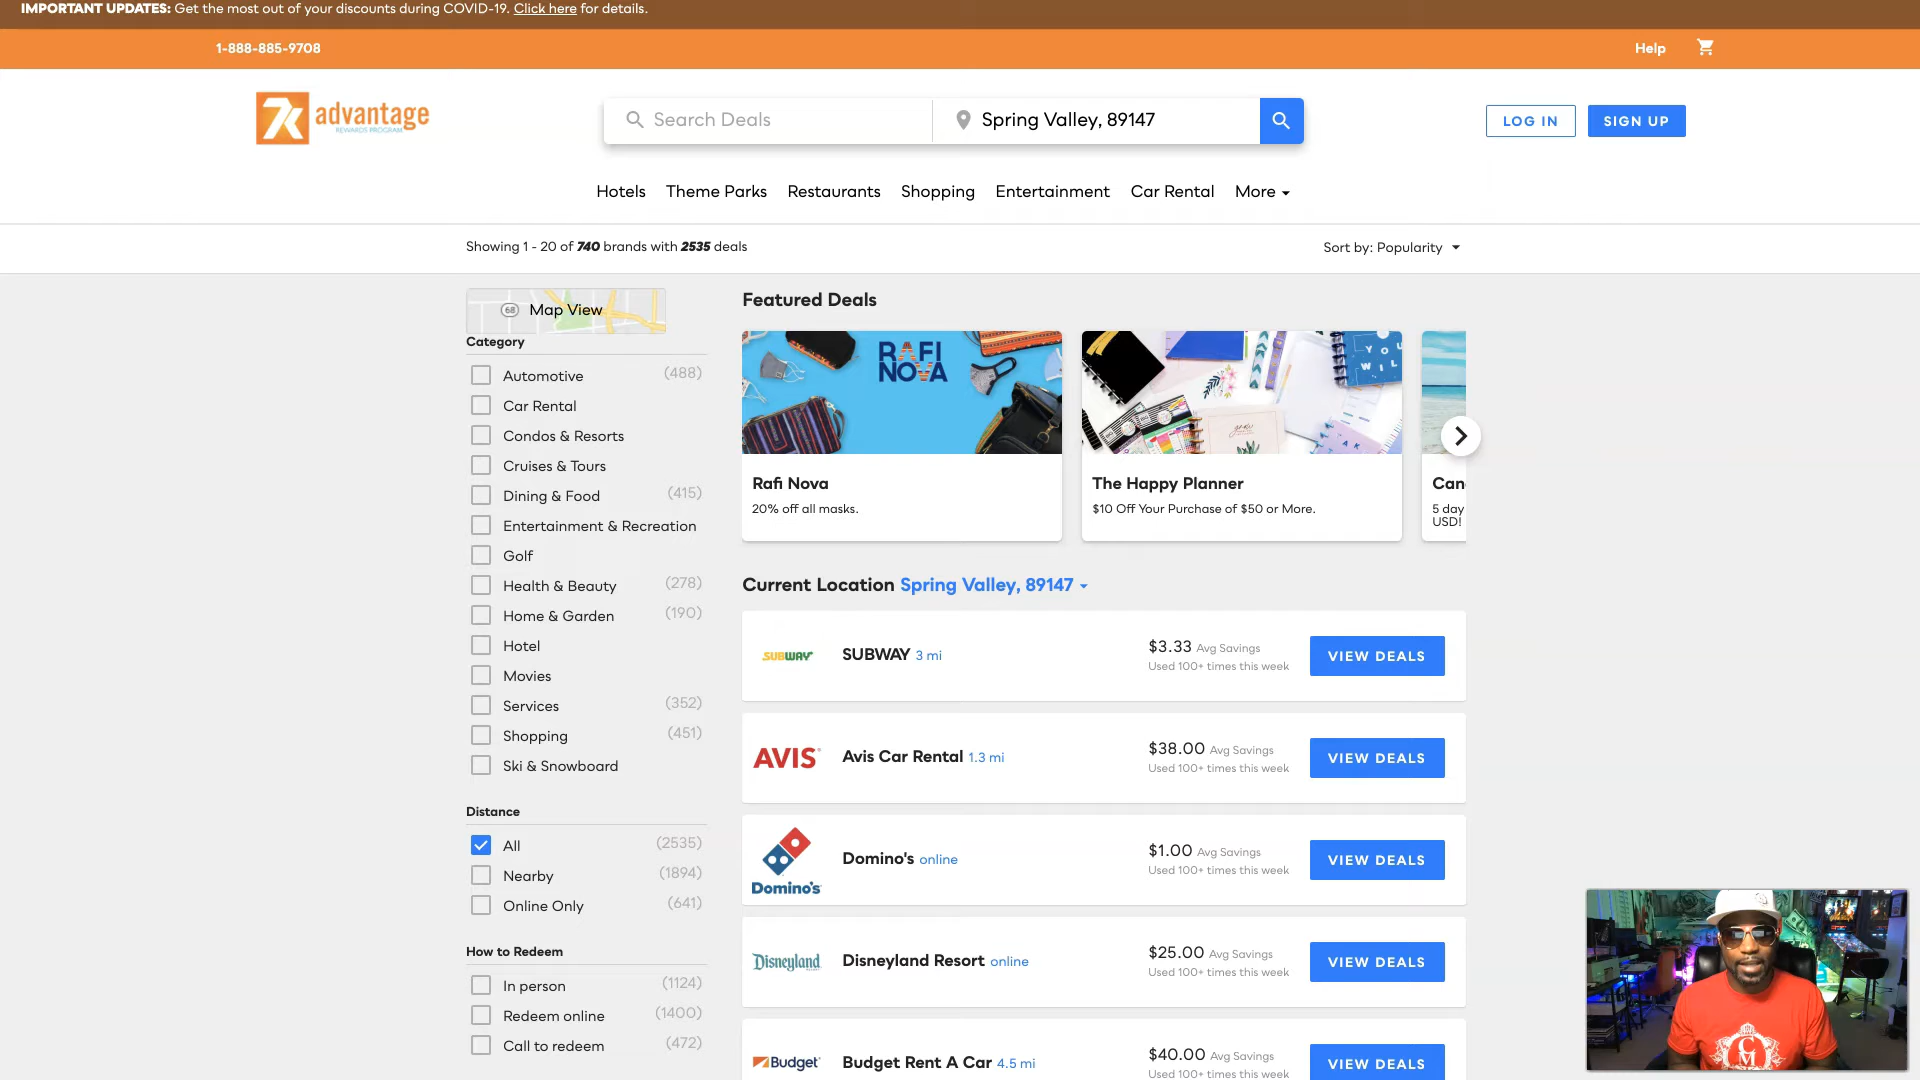 IMPORTANT UPDATES: Get the most out of your discounts during COVID-19. Click here for details.
1-888-885-9708
Help
7k advantage
REWARDS PROGRAM
Search Deals
Spring Valley, 89147
LOG IN
SIGN UP
Hotels Theme Parks Restaurants Shopping Entertainment Car Rental More
Showing 1 - 20 of 740 brands with 2535 deals
Sort by: Popularity
68 Map View
Category
Automotive (488)
Car Rental
Condos & Resorts
Cruises & Tours
Dining & Food (415)
Entertainment & Recreation
Golf
Health & Beauty (278)
Home & Garden (190)
Hotel
Movies
Services (352)
Shopping (451)
Ski & Snowboard
Distance
All (2535)
Nearby (1894)
Online Only (641)
How to Redeem
In person (1124)
Redeem online (1400)
Call to redeem (472)
Featured Deals
RAFI
NOVA
Rafi Nova
20% off all masks.
The Happy Planner
$10 Off Your Purchase of $50 or More.
Can
5 day
USD!
Current Location Spring Valley, 89147
SUBWAY
SUBWAY 3 mi
$3.33 Avg Savings
Used 100+ times this week
VIEW DEALS
AVIS
Avis Car Rental 1.3 mi
$38.00 Avg Savings
Used 100+ times this week
VIEW DEALS
Domino's
Domino's online
$1.00 Avg Savings
Used 100+ times this week
VIEW DEALS
Disneyland
Disneyland Resort online
$25.00 Avg Savings
Used 100+ times this week
VIEW DEALS
Budget
Budget Rent A Car 4.5 mi
$40.00 Avg Savings
Used 100+ times this week
VIEW DEALS